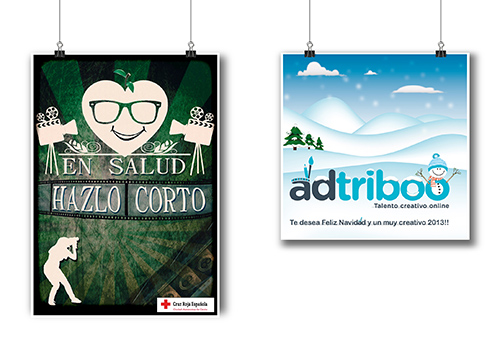 EN SALUD
HAZLO CORTO
Cruz Roja Española
adtriboo
Talento creativo online
Te desea Feliz Navidad y un muy creativo 2013!!